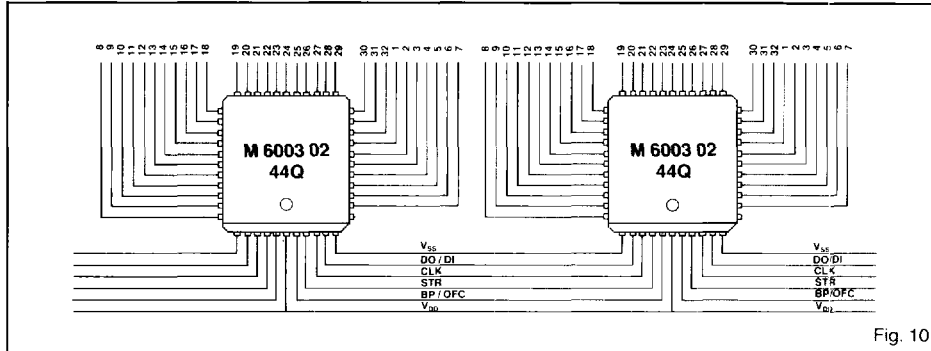 8 9 10 11 12 13 14 15 16 17 18 19 20 21 22 23 24 25 26 27 28 29 30 31 32 1 2 3 4 5 6 7
8 9 10 11 12 13 14 15 16 17 18 19 20 21 22 23 24 25 26 27 28 29 30 31 32 1 2 3 4 5 6 7
M 6003 02
44Q
M 6003 02
44Q
VSS
DO / DI
CLK
STR
BP / OFC
VDD
VSS
DO/DI
CLK
STR
BP/OFC
VDD
Fig. 10